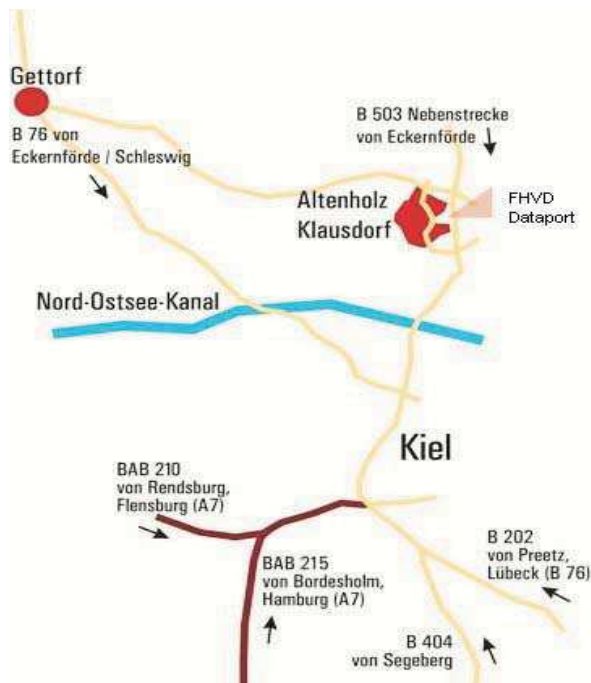 Gettorf
B 76 von
Eckernförde / Schleswig
B 503 Nebenstrecke
von Eckernförde
Altenholz
Klausdorf
FHVD
Dataport
Nord-Ostsee-Kanal
Kiel
BAB 210
von Rendsburg,
Flensburg (A7)
BAB 215
von Bordesholm,
Hamburg (A7)
B 202
von Preetz,
Lübeck (B 76)
B 404
von Segeberg